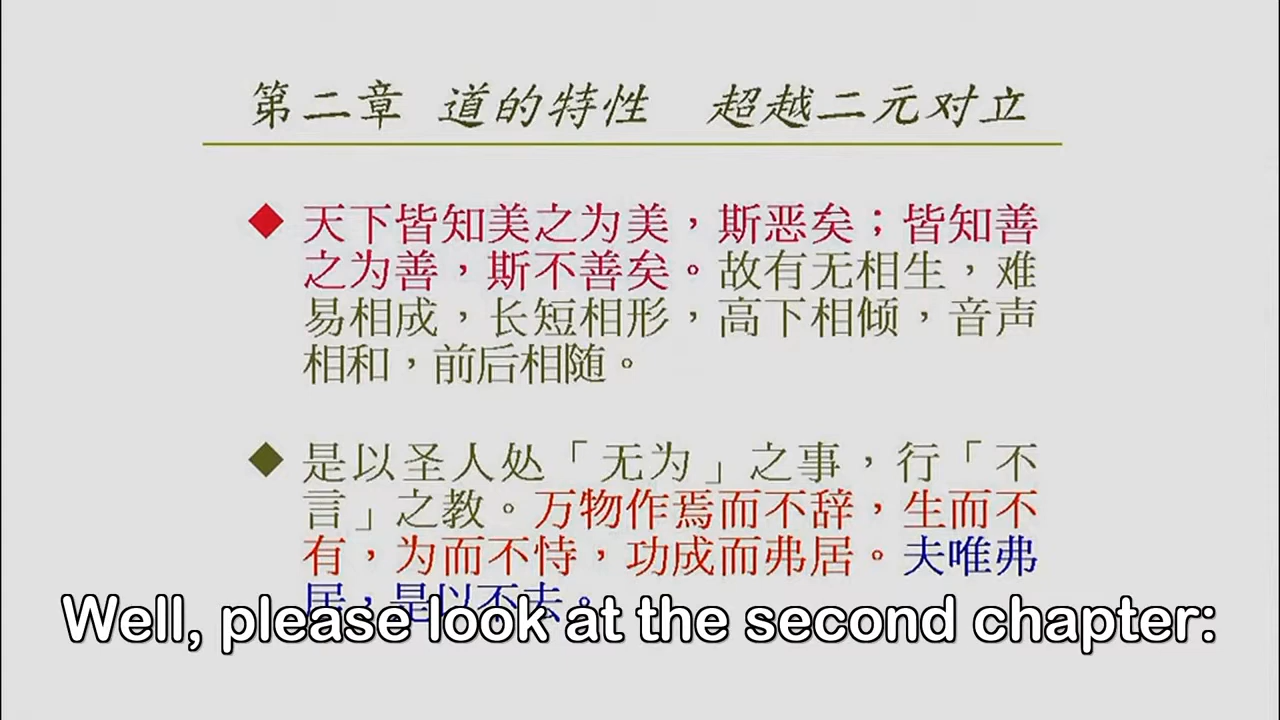 第二章 道的特性 超越二元对立
天下皆知美之为美，斯恶矣；皆知善
之为善，斯不善矣。故有无相生，难
易相成，长短相形，高下相倾，音声
相和，前后相随。
是以圣人处「无为」之事，行「不
言」之教。万物作焉而不辞，生而不
有，为而不恃，功成而弗居。夫唯弗
居，是以不去。
Well, please look at the second chapter: